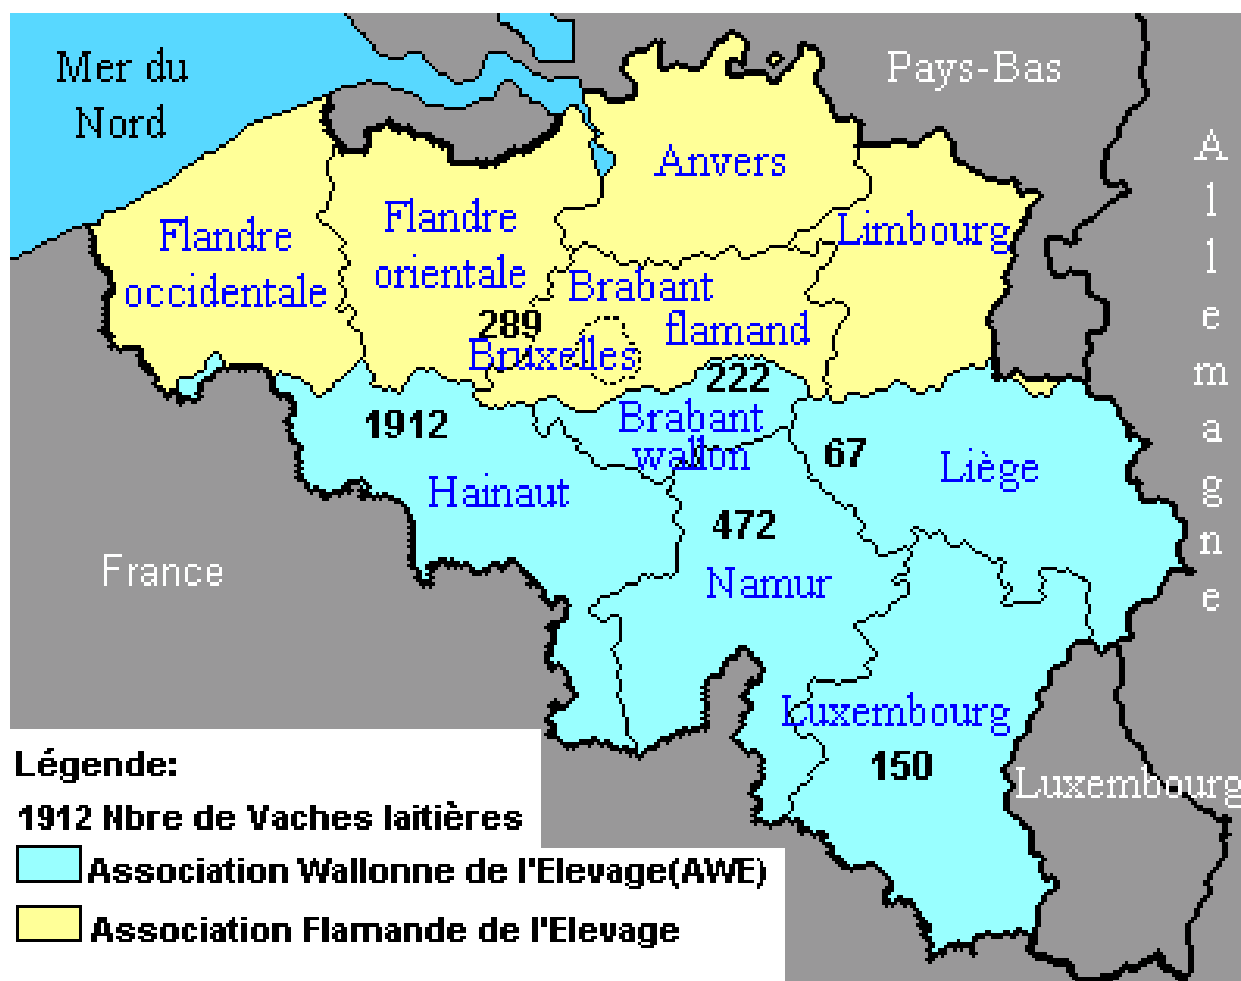 Mer du
Nord
Pays-Bas
Allemagne
Anvers
Flandre
occidentale
Flandre
orientale
Limbourg
Brabant
flamand
289
Bruxelles
222
1912
Brabant
wallon
67
Liège
Hainaut
472
Namur
France
Luxembourg
150
Luxembourg
Légende:
1912 Nbre de Vaches laitières
Association Wallonne de l'Elevage(AWE)
Association Flamande de l'Elevage